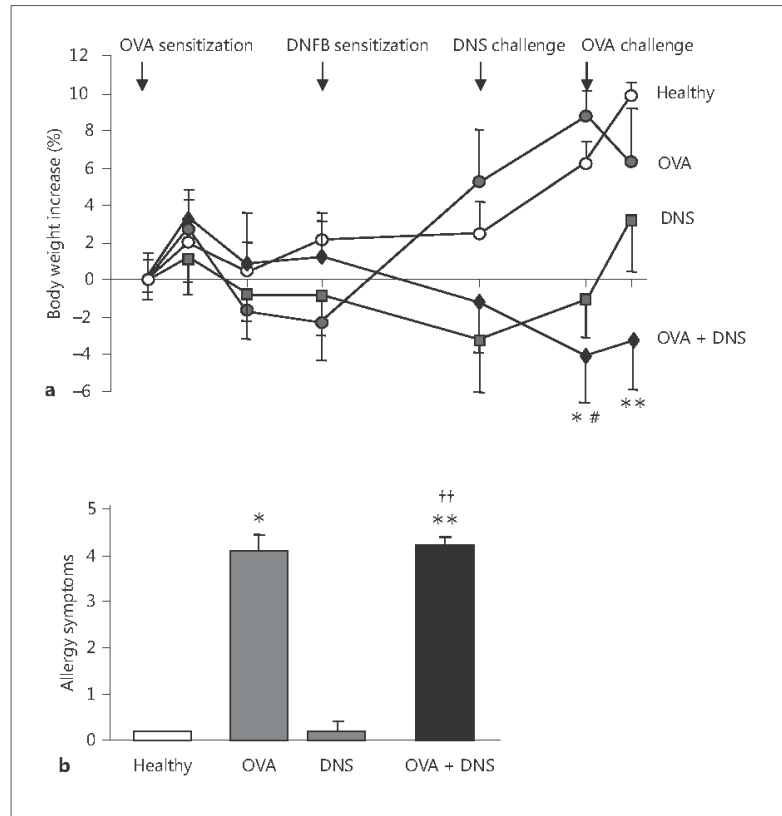 OVA sensitization DNFB sensitization DNS challenge OVA challenge
12
10
8
6
4
2
0
–2
–4
–6
Body weight increase (%)
Healthy
OVA
DNS
OVA + DNS
* #
**
a
5
4
3
2
1
0
Allergy symptoms
*
††
**
Healthy OVA DNS OVA + DNS
b